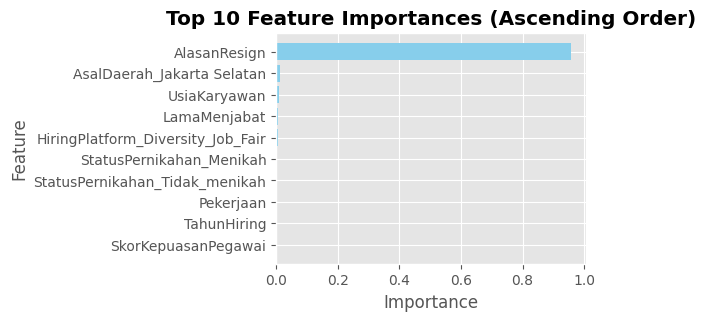 Top 10 Feature Importances (Ascending Order)
AlasanResign
AsalDaerah_Jakarta Selatan
UsiaKaryawan
LamaMenjabat
HiringPlatform_Diversity_Job_Fair
StatusPernikahan_Menikah
StatusPernikahan_Tidak_menikah
Pekerjaan
TahunHiring
SkorKepuasanPegawai
Feature
0.0 0.2 0.4 0.6 0.8 1.0
Importance